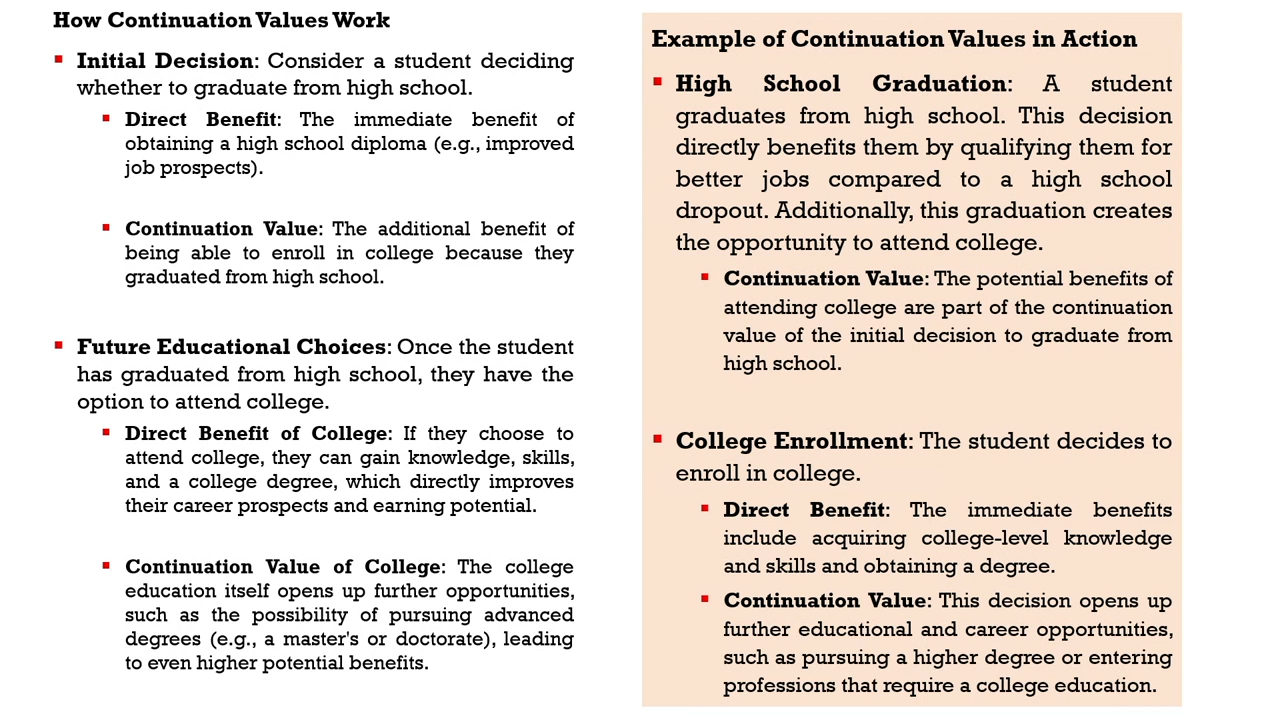 How Continuation Values Work
Initial Decision: Consider a student deciding
whether to graduate from high school.
Direct Benefit: The immediate benefit of
obtaining a high school diploma (e.g., improved
job prospects).
Continuation Value: The additional benefit of
being able to enroll in college because they
graduated from high school.
Future Educational Choices: Once the student
has graduated from high school, they have the
option to attend college.
Direct Benefit of College: If they choose to
attend college, they can gain knowledge, skills,
and a college degree, which directly improves
their career prospects and earning potential.
Continuation Value of College: The college
education itself opens up further opportunities,
such as the possibility of pursuing advanced
degrees (e.g., a master's or doctorate), leading
to even higher potential benefits.
Example of Continuation Values in Action
High School Graduation: A student
graduates from high school. This decision
directly benefits them by qualifying them for
better jobs compared to a high school
dropout. Additionally, this graduation creates
the opportunity to attend college.
Continuation Value: The potential benefits of
attending college are part of the continuation
value of the initial decision to graduate from
high school.
College Enrollment: The student decides to
enroll in college.
Direct Benefit: The immediate benefits
include acquiring college-level knowledge
and skills and obtaining a degree.
Continuation Value: This decision opens up
further educational and career opportunities,
such as pursuing a higher degree or entering
professions that require a college education.